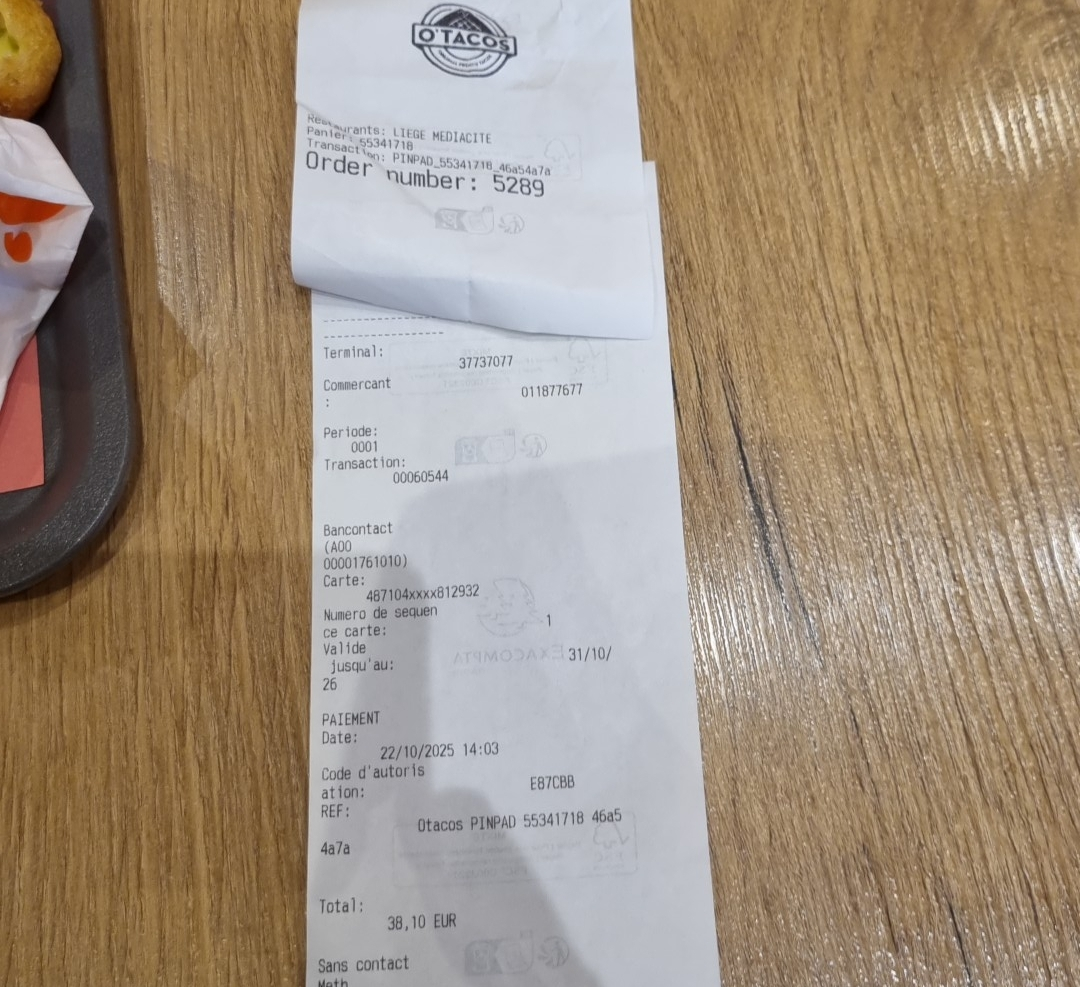 O'TACOS
Restaurants: LIEGE MEDIACITE
Panier: 55341718
Transaction: PINPAD_55341718_46a54a7a
Order number: 5289
--------------------------
------------------
Terminal:
37737077
Commercant
:
011877677
Periode:
0001
Transaction:
00060544
Bancontact
(A00
00001761010)
Carte:
487104xxxx812932
Numero de sequen
ce carte:
1
Valide
jusqu'au:
31/10/
26
EXACOMPTA
PAIEMENT
Date:
22/10/2025 14:03
Code d'autoris
ation:
E87CBB
REF:
Otacos PINPAD 55341718 46a5
4a7a
Total:
38,10 EUR
Sans contact